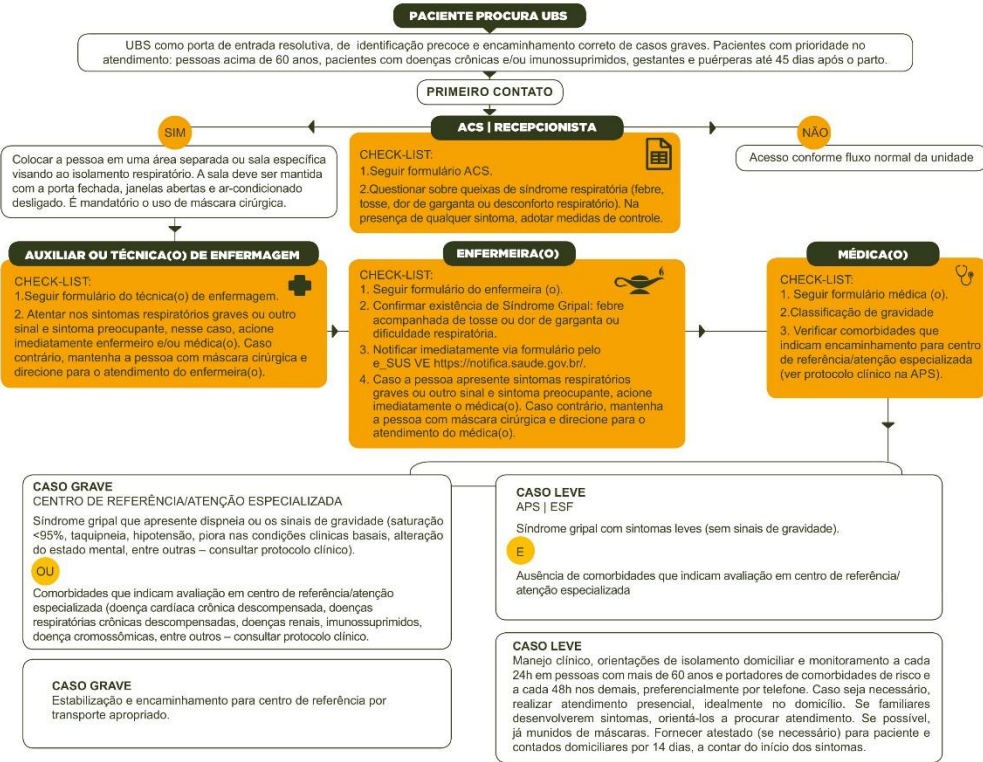 PACIENTE PROCURA UBS
UBS como porta de entrada resolutiva, de identificação precoce e encaminhamento correto de casos graves. Pacientes com prioridade no
atendimento: pessoas acima de 60 anos, pacientes com doenças crônicas e/ou imunossuprimidos, gestantes e puérperas até 45 dias após o parto.
PRIMEIRO CONTATO
SIM
ACS | RECEPCIONISTA
NÃO
Colocar a pessoa em uma área separada ou sala específica
visando ao isolamento respiratório. A sala deve ser mantida
com a porta fechada, janelas abertas e ar-condicionado
desligado. É mandatório o uso de máscara cirúrgica.
CHECK-LIST:
1.Seguir formulário ACS.
2.Questionar sobre queixas de síndrome respiratória (febre,
tosse, dor de garganta ou desconforto respiratório). Na
presença de qualquer sintoma, adotar medidas de controle.
Acesso conforme fluxo normal da unidade
AUXILIAR OU TÉCNICA(O) DE ENFERMAGEM
CHECK-LIST:
1.Seguir formulário do técnica(o) de enfermagem.
2. Atentar nos sintomas respiratórios graves ou outro
sinal e sintoma preocupante, nesse caso, acione
imediatamente enfermeiro e/ou médica(o). Caso
contrário, mantenha a pessoa com máscara cirúrgica e
direcione para o atendimento do enfermeira(o).
ENFERMEIRA(O)
CHECK-LIST:
1. Seguir formulário do enfermeira (o).
2. Confirmar existência de Síndrome Gripal: febre
acompanhada de tosse ou dor de garganta ou
dificuldade respiratória.
3. Notificar imediatamente via formulário pelo
e_SUS VE https://notifica.saude.gov.br/.
4. Caso a pessoa apresente sintomas respiratórios
graves ou outro sinal e sintoma preocupante, acione
imediatamente o médica(o). Caso contrário, mantenha
a pessoa com máscara cirúrgica e direcione para o
atendimento do médica(o).
MÉDICA(O)
CHECK-LIST:
1. Seguir formulário médica (o).
2.Classificação de gravidade
3. Verificar comorbidades que
indicam encaminhamento para centro
de referência/atenção especializada
(ver protocolo clínico na APS).
CASO GRAVE
CENTRO DE REFERÊNCIA/ATENÇÃO ESPECIALIZADA
Síndrome gripal que apresente dispneia ou os sinais de gravidade (saturação
<95%, taquipneia, hipotensão, piora nas condições clinicas basais, alteração
do estado mental, entre outras – consultar protocolo clínico).
OU
Comorbidades que indicam avaliação em centro de referência/atenção
especializada (doença cardíaca crônica descompensada, doenças
respiratórias crônicas descompensadas, doenças renais, imunossuprimidos,
doença cromossômicas, entre outros – consultar protocolo clínico.
CASO LEVE
APS | ESF
Síndrome gripal com sintomas leves (sem sinais de gravidade).
E
Ausência de comorbidades que indicam avaliação em centro de referência/
atenção especializada
CASO GRAVE
Estabilização e encaminhamento para centro de referência por
transporte apropriado.
CASO LEVE
Manejo clínico, orientações de isolamento domiciliar e monitoramento a cada
24h em pessoas com mais de 60 anos e portadores de comorbidades de risco e
a cada 48h nos demais, preferencialmente por telefone. Caso seja necessário,
realizar atendimento presencial, idealmente no domicílio. Se familiares
desenvolverem sintomas, orientá-los a procurar atendimento. Se possível,
já munidos de máscaras. Fornecer atestado (se necessário) para paciente e
contados domiciliares por 14 dias, a contar do início dos sintomas.